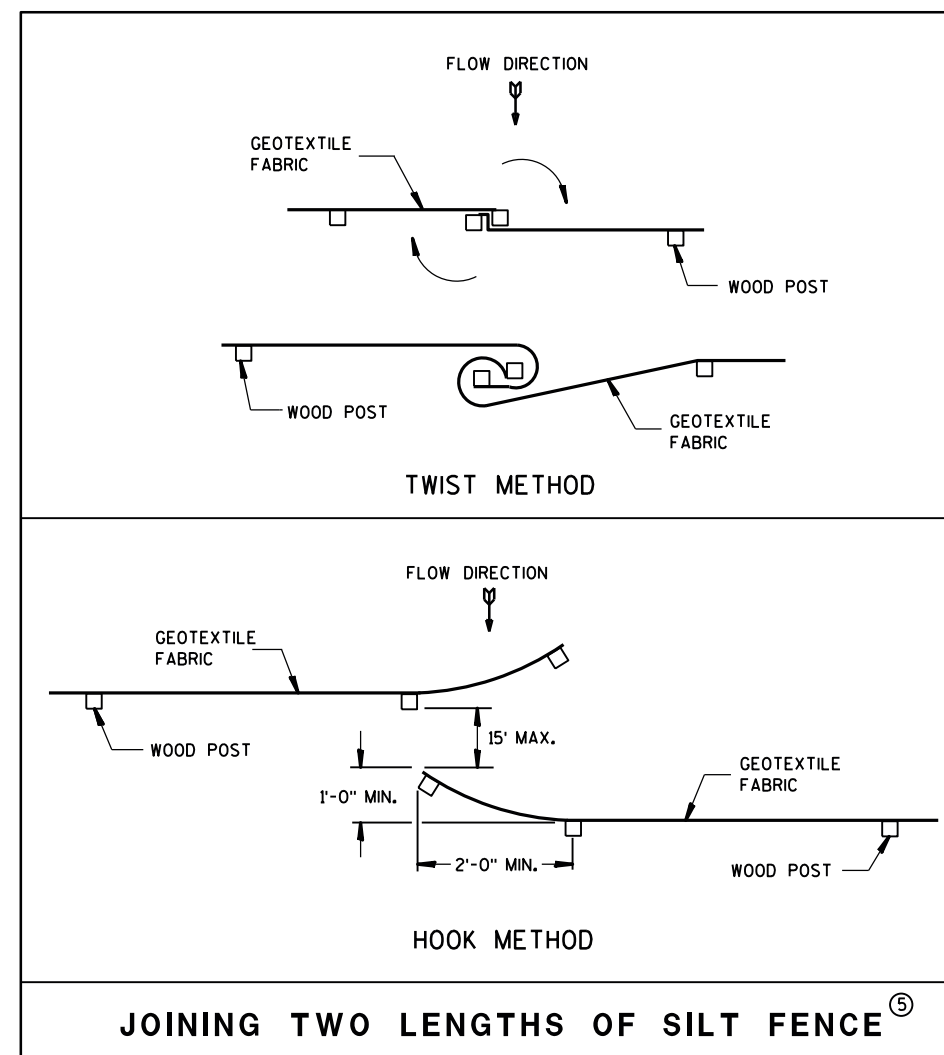 FLOW DIRECTION
GEOTEXTILE
FABRIC
WOOD POST
WOOD POST
GEOTEXTILE
FABRIC
TWIST METHOD
FLOW DIRECTION
GEOTEXTILE
FABRIC
WOOD POST
15' MAX.
1'-0" MIN.
GEOTEXTILE
FABRIC
2'-0" MIN.
WOOD POST
HOOK METHOD
JOINING TWO LENGTHS OF SILT FENCE ⑤